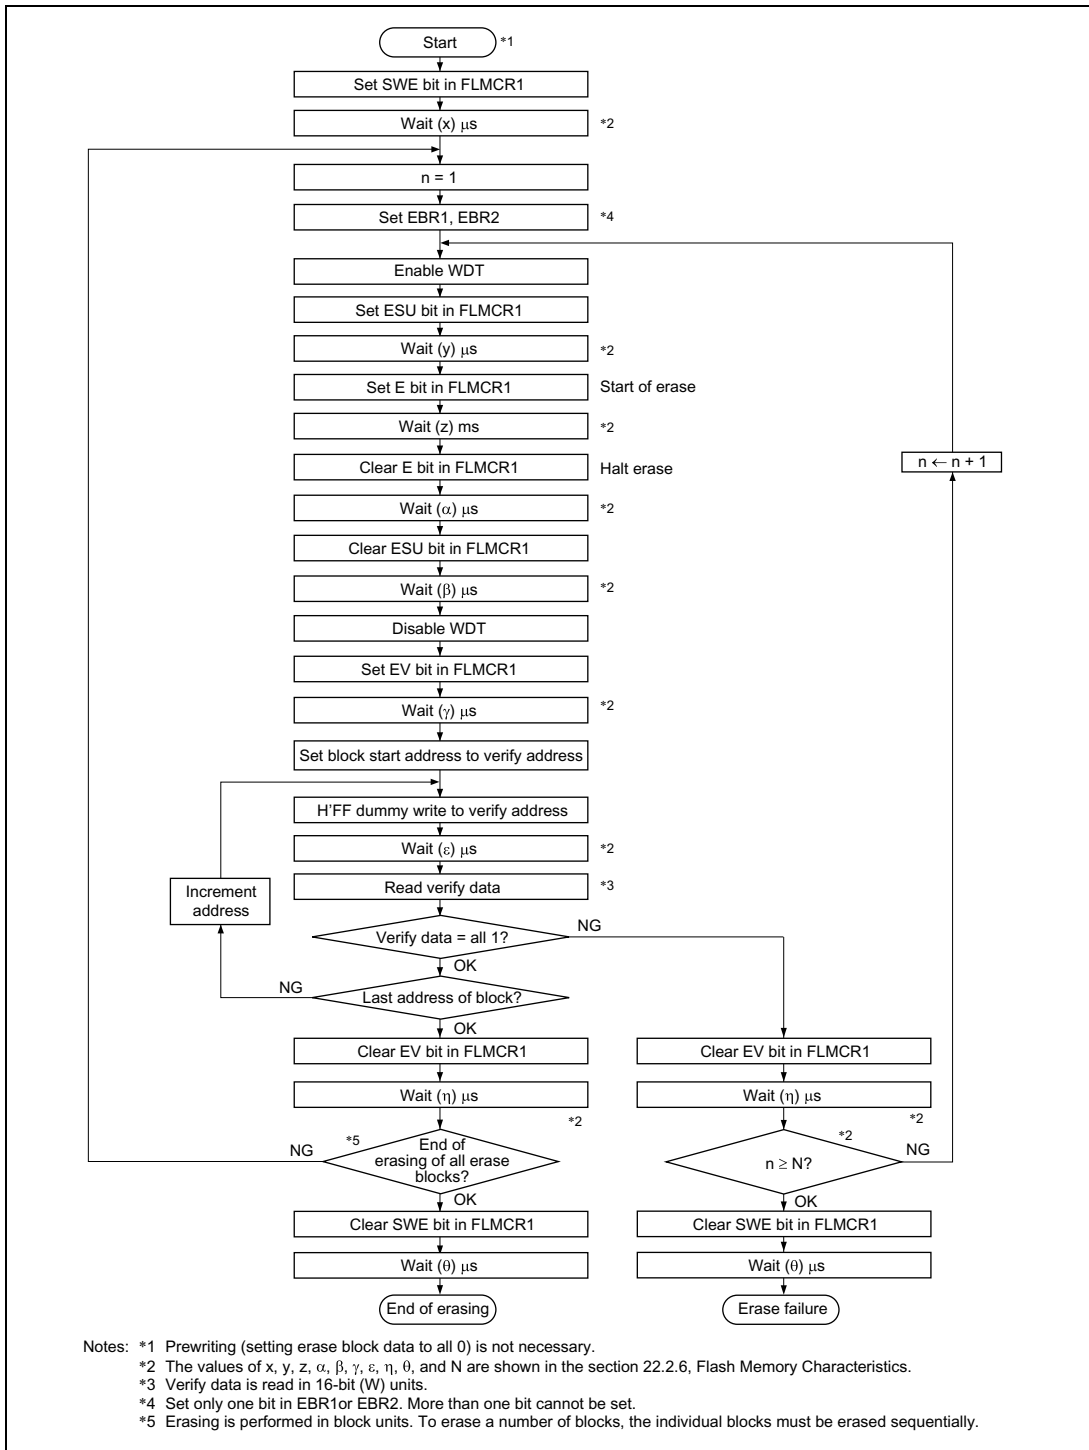 Start *1
Set SWE bit in FLMCR1
Wait (x) μs *2
n = 1
Set EBR1, EBR2 *4
Enable WDT
Set ESU bit in FLMCR1
Wait (y) μs *2
Set E bit in FLMCR1 Start of erase
Wait (z) ms *2
Clear E bit in FLMCR1 Halt erase
n ← n + 1
Wait (α) μs *2
Clear ESU bit in FLMCR1
Wait (β) μs *2
Disable WDT
Set EV bit in FLMCR1
Wait (γ) μs *2
Set block start address to verify address
H'FF dummy write to verify address
Wait (ε) μs *2
Read verify data *3
Increment
address
Verify data = all 1?
NG
OK
NG
Last address of block?
OK
Clear EV bit in FLMCR1
Wait (η) μs
*2
NG
*5
End of
erasing of all erase
blocks?
OK
Clear SWE bit in FLMCR1
Wait (θ) μs
End of erasing
Clear EV bit in FLMCR1
Wait (η) μs
*2
*2
n ≥ N?
NG
OK
Clear SWE bit in FLMCR1
Wait (θ) μs
Erase failure
Notes: *1 Prewriting (setting erase block data to all 0) is not necessary.
*2 The values of x, y, z, α, β, γ, ε, η, θ, and N are shown in the section 22.2.6, Flash Memory Characteristics.
*3 Verify data is read in 16-bit (W) units.
*4 Set only one bit in EBR1or EBR2. More than one bit cannot be set.
*5 Erasing is performed in block units. To erase a number of blocks, the individual blocks must be erased sequentially.